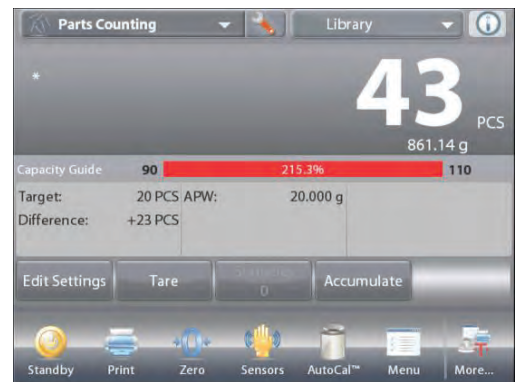 Parts Counting Library
*
43 PCS
861.14 g
Capacity Guide 90 215.3% 110
Target: 20 PCS APW: 20.000 g
Difference: +23 PCS
Edit Settings Tare Statistics Accumulate
0
Standby Print Zero Sensors AutoCal™ Menu More...